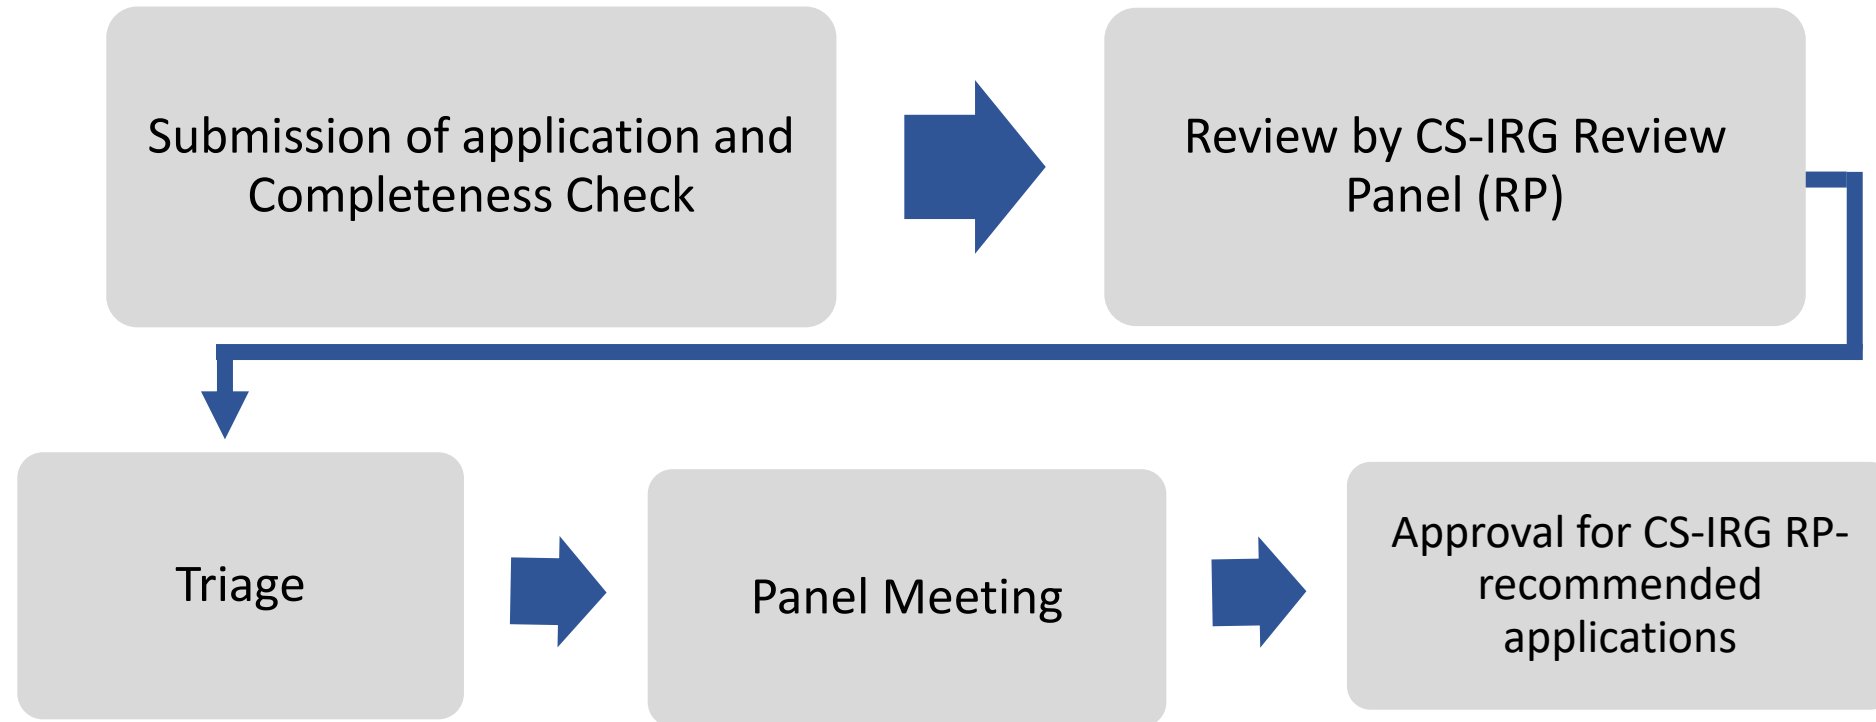 Submission of application and
Completeness Check
Review by CS-IRG Review
Panel (RP)
Triage
Panel Meeting
Approval for CS-IRG RP-
recommended
applications